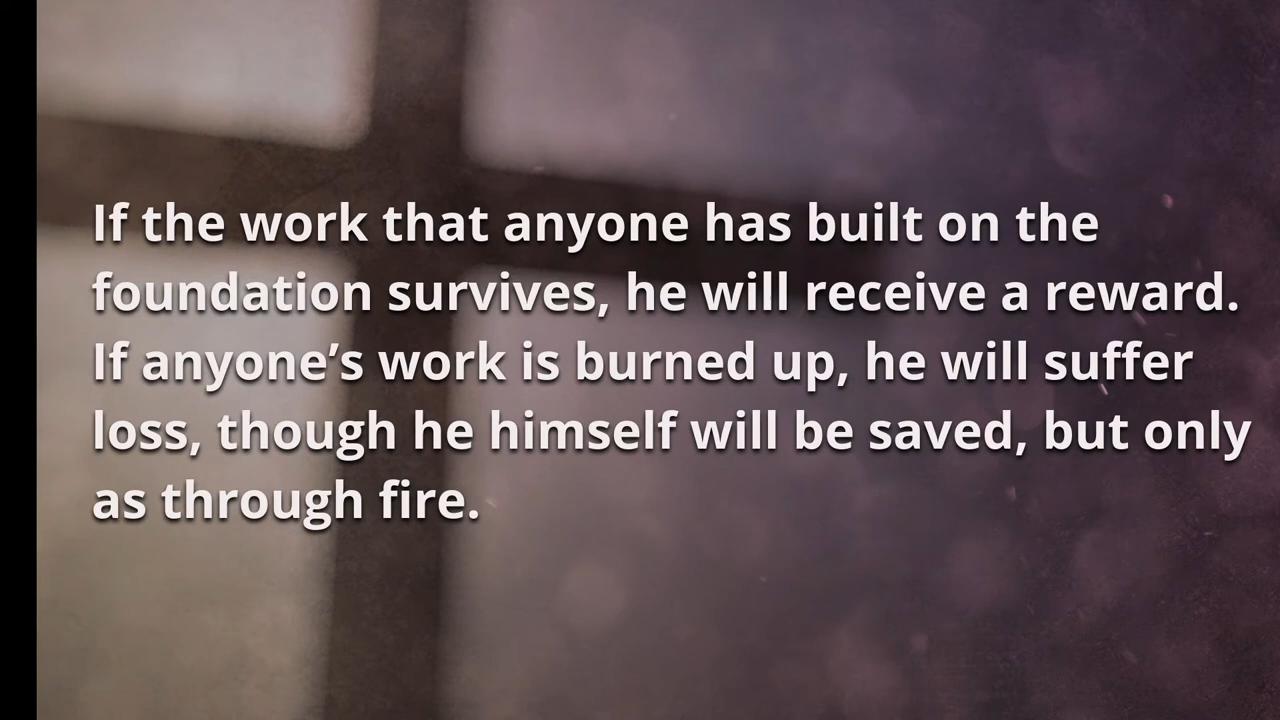 If the work that anyone has built on the
foundation survives, he will receive a reward.
If anyone’s work is burned up, he will suffer
loss, though he himself will be saved, but only
as through fire.